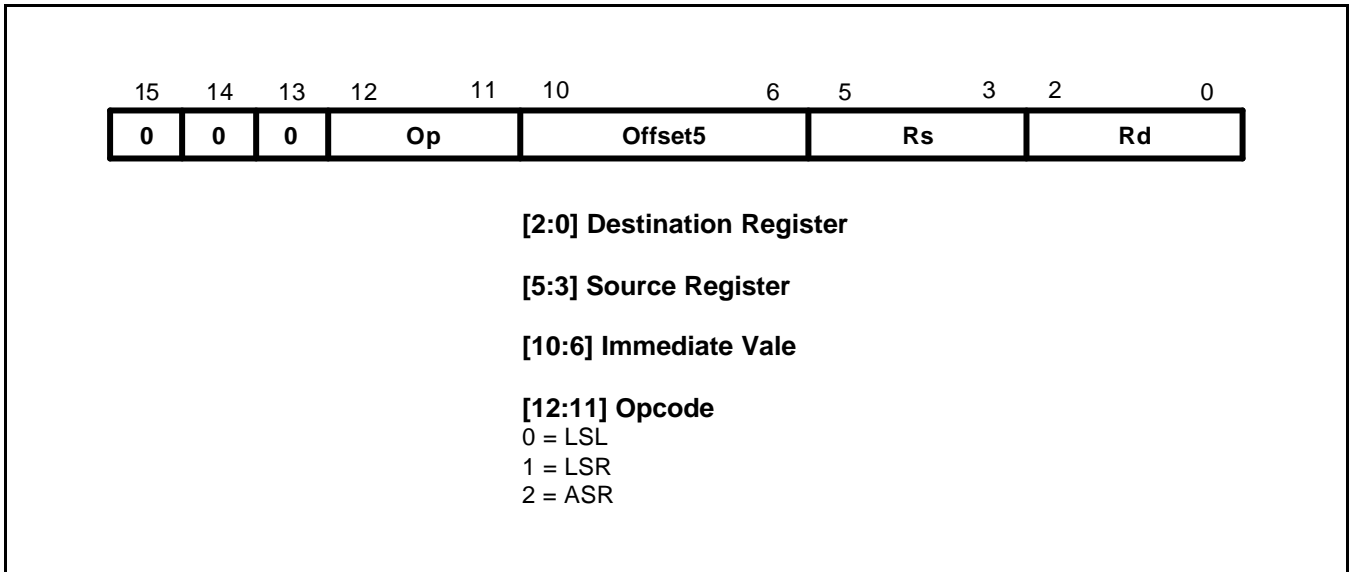 15 14 13 12 11 10 6 5 3 2 0
0 0 0 Op Offset5 Rs Rd
[2:0] Destination Register
[5:3] Source Register
[10:6] Immediate Vale
[12:11] Opcode
0 = LSL
1 = LSR
2 = ASR